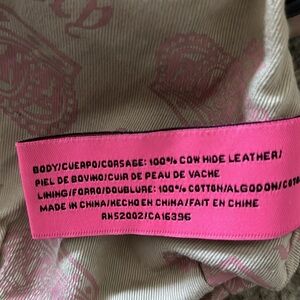 BODY/CUERPO/CORSAGE: 100% COW HIDE LEATHER/
PIEL DE BOVINO/CUIR DE PEAU DE VACHE
LINING/FORRO/DOUBLURE: 100% COTTON/ALGODON/COTO
MADE IN CHINA/HECHO EN CHINA/FAIT EN CHINE
RN52002/CA16396